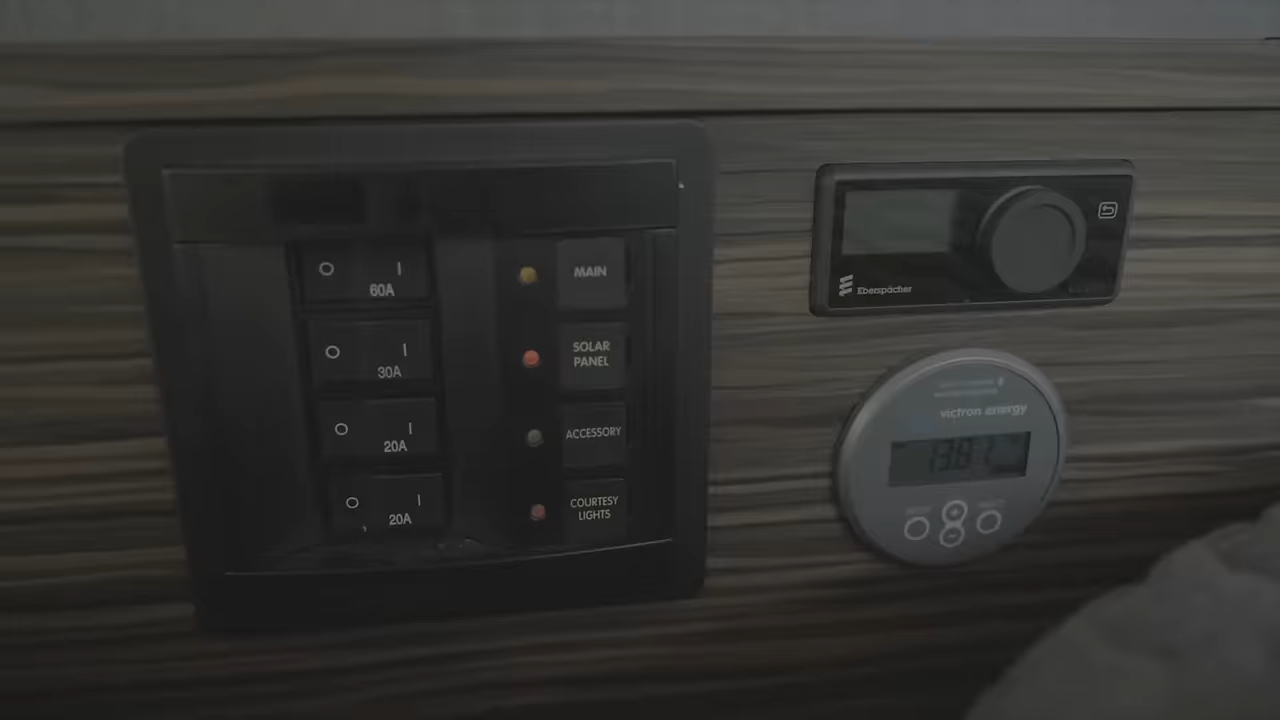 60A
MAIN
30A
SOLAR
PANEL
20A
ACCESSORY
20A
COURTESY
LIGHTS
Eberspächer
victron energy